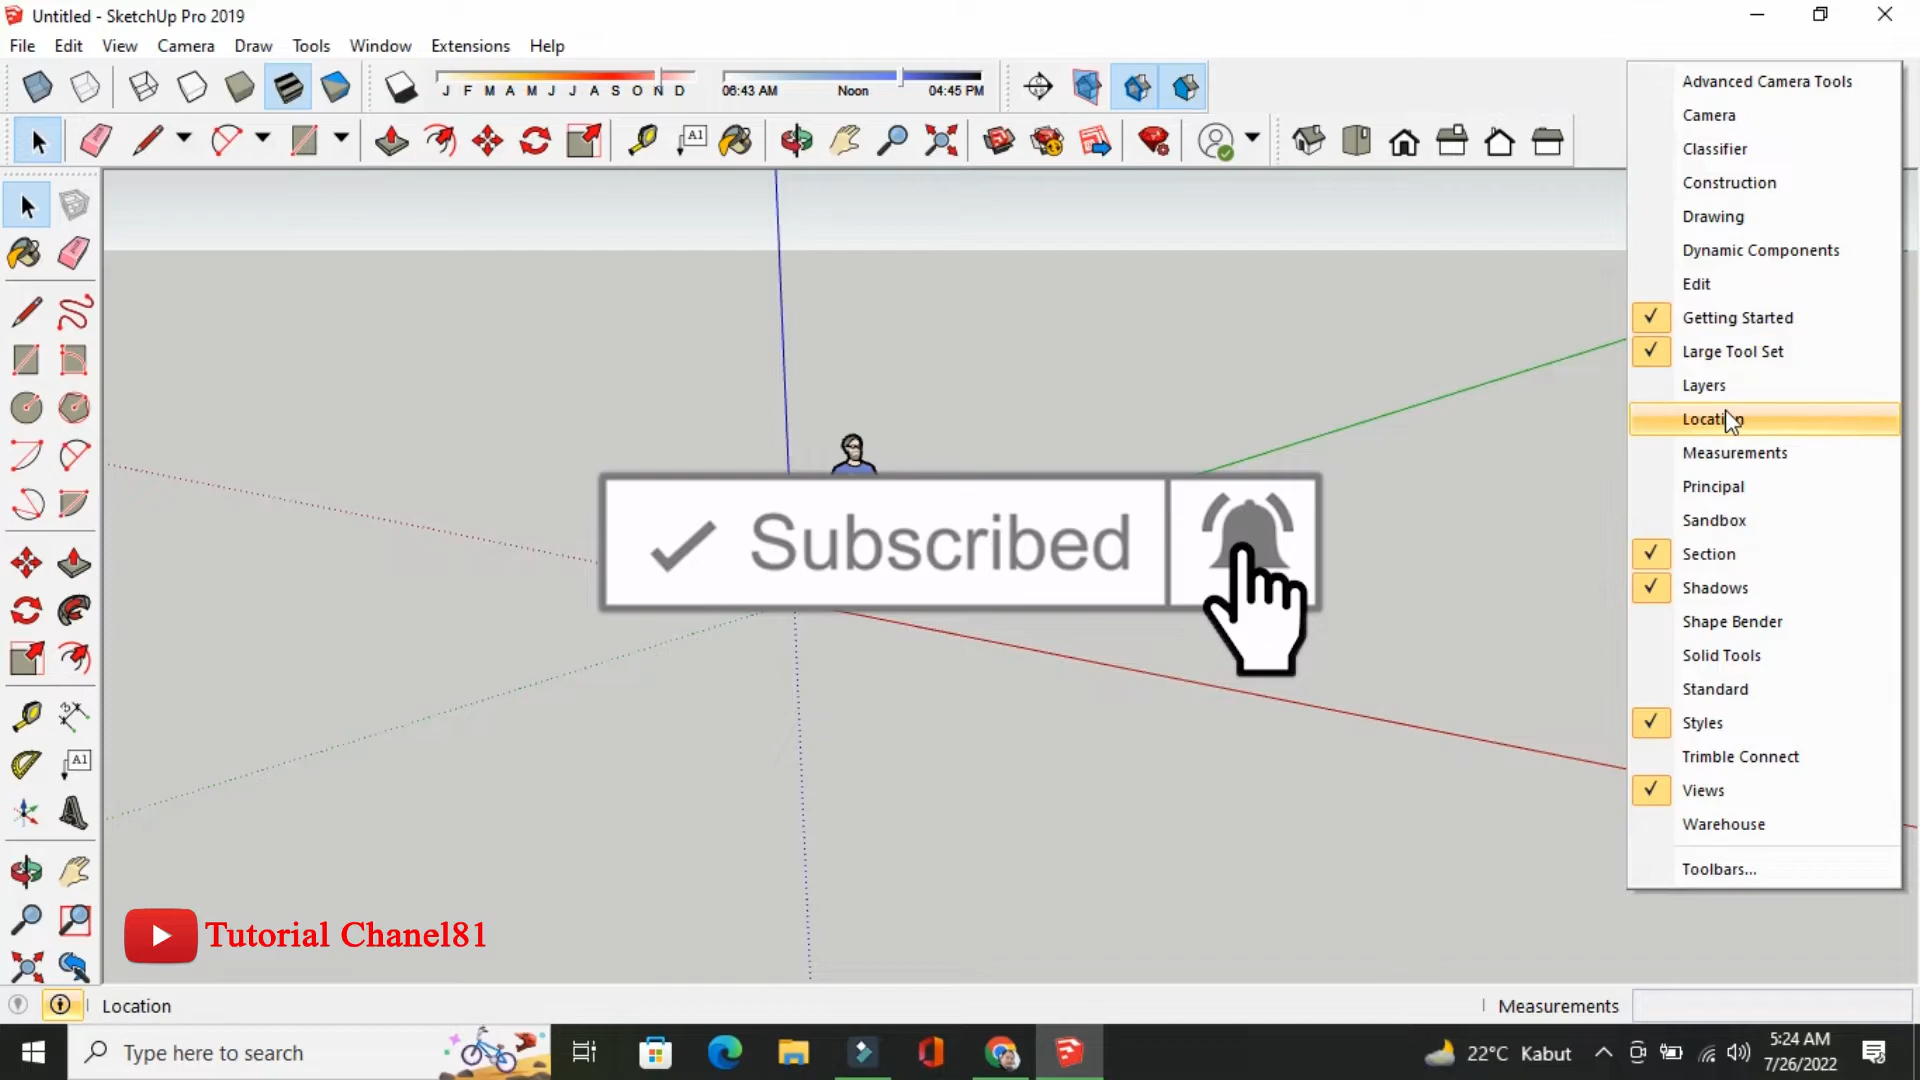 Untitled - SketchUp Pro 2019
File Edit View Camera Draw Tools Window Extensions Help
J F M A M J J A S O N D
06:43 AM Noon 04:45 PM
A1
Advanced Camera Tools
Camera
Classifier
Construction
Drawing
Dynamic Components
Edit
Getting Started
Large Tool Set
Layers
Location
Measurements
Principal
Sandbox
Section
Shadows
Shape Bender
Solid Tools
Standard
Styles
Trimble Connect
Views
Warehouse
Toolbars...
Subscribed
A1
Tutorial Chanel81
Location
Measurements
Type here to search
22°C Kabut
5:24 AM
7/26/2022